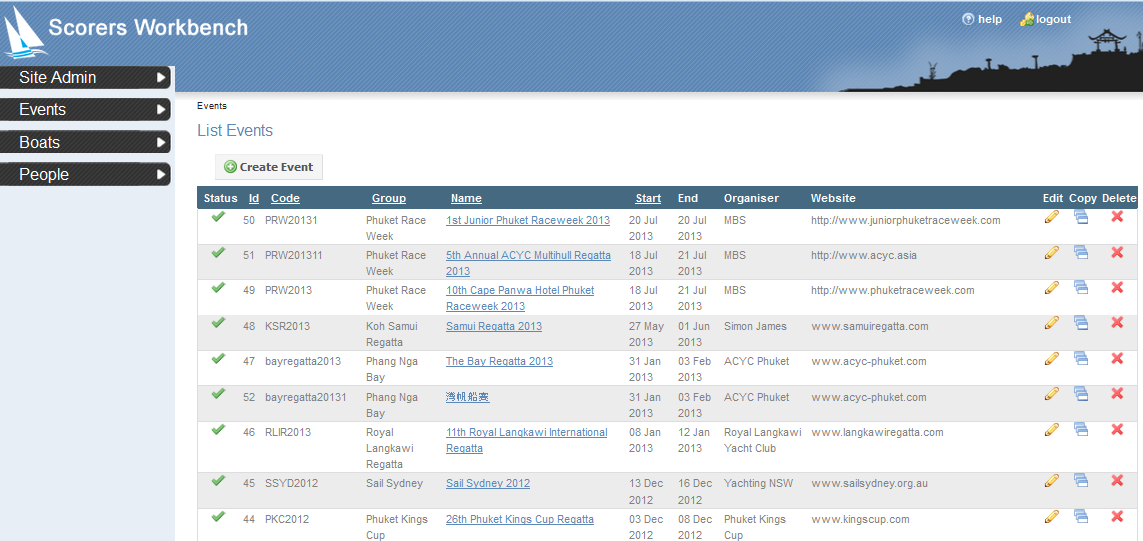 Scorers Workbench
help
logout
Site Admin
Events
Boats
People
Events
List Events
Create Event
Status Id Code Group Name Start End Organiser Website Edit Copy Delete
50 PRW20131 Phuket Race 1st Junior Phuket Raceweek 2013 20 Jul 20 Jul MBS http://www.juniorphuketraceweek.com
Week 2013 2013
51 PRW201311 Phuket Race 5th Annual ACYC Multihull Regatta 18 Jul 21 Jul MBS http://www.acyc.asia
Week 2013 2013 2013
49 PRW2013 Phuket Race 10th Cape Panwa Hotel Phuket 18 Jul 21 Jul MBS http://www.phuketraceweek.com
Week Raceweek 2013 2013 2013
48 KSR2013 Koh Samui Samui Regatta 2013 27 May 01 Jun Simon James www.samuiregatta.com
Regatta 2013 2013
47 bayregatta2013 Phang Nga The Bay Regatta 2013 31 Jan 03 Feb ACYC Phuket www.acyc-phuket.com
Bay 2013 2013
52 bayregatta20131 Phang Nga 湾帆船赛 31 Jan 03 Feb ACYC Phuket www.acyc-phuket.com
Bay 2013 2013
46 RLIR2013 Royal 11th Royal Langkawi International 08 Jan 12 Jan Royal Langkawi www.langkawiregatta.com
Langkawi Regatta 2013 2013 Yacht Club
Regatta
45 SSYD2012 Sail Sydney Sail Sydney 2012 13 Dec 16 Dec Yachting NSW www.sailsydney.org.au
2012 2012
44 PKC2012 Phuket Kings 26th Phuket Kings Cup Regatta 03 Dec 08 Dec Phuket Kings www.kingscup.com
Cup 2012 2012 Cup